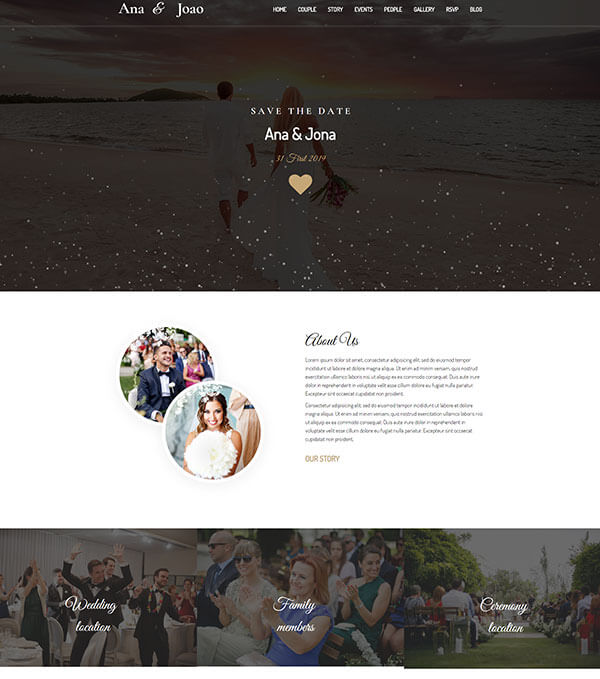 Ana & Joao
HOME COUPLE STORY EVENTS PEOPLE GALLERY RSVP BLOG
SAVE THE DATE
Ana & Jona
31 First 2019
About Us
Lorem ipsum dolor sit amet, consectetur adipisicing elit, sed do eiusmod tempor
incididunt ut labore et dolore magna aliqua. Ut enim ad minim veniam, quis nostrud
exercitation ullamco laboris nisi ut aliquip ex ea commodo consequat. Duis aute irure
dolor in reprehenderit in voluptate velit esse cillum dolore eu fugiat nulla pariatur.
Excepteur sint occaecat cupidatat non proident.
Consectetur adipisicing elit, sed do eiusmod tempor incididunt ut labore et dolore
magna aliqua. Ut enim ad minim veniam, quis nostrud exercitation ullamco laboris nisi ut
aliquip ex ea commodo consequat. Duis aute irure dolor in reprehenderit in
voluptate velit esse cillum dolore eu fugiat nulla pariatur. Excepteur sint occaecat
cupidatat non proident.
OUR STORY
Wedding
location
Family
members
Ceremony
location